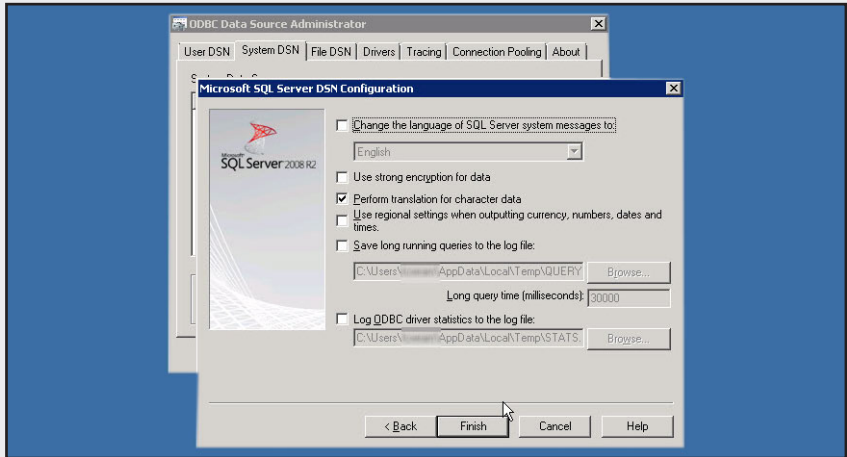 ODBC Data Source Administrator
User DSN System DSN File DSN Drivers Tracing Connection Pooling About
Microsoft SQL Server DSN Configuration
Microsoft
SQL Server 2008 R2
Change the language of SQL Server system messages to:
English
Use strong encryption for data
Perform translation for character data
Use regional settings when outputting currency, numbers, dates and
times.
Save long running queries to the log file:
C:\Users\ AppData\Local\Temp\QUERY Browse...
Long query time (milliseconds): 30000
Log ODBC driver statistics to the log file:
C:\Users\ AppData\Local\Temp\STATS. Browse...
< Back Finish Cancel Help